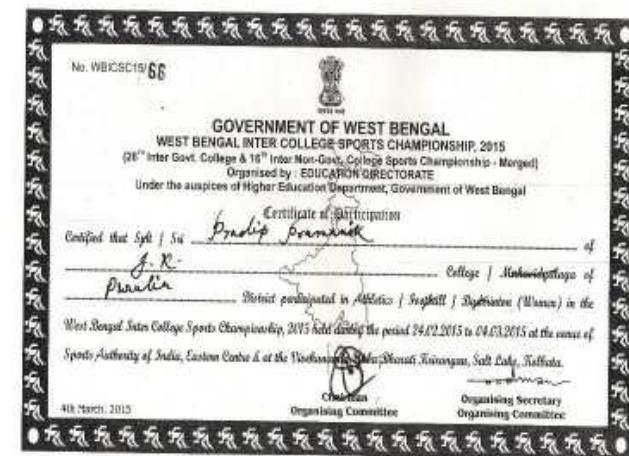 No. WBICSC15/66
GOVERNMENT OF WEST BENGAL
WEST BENGAL INTER COLLEGE SPORTS CHAMPIONSHIP, 2015
(26th Inter Govt. College & 16th Inter Non-Govt. College Sports Championship - Merged)
Organised by : EDUCATION DIRECTORATE
Under the auspices of Higher Education Department, Government of West Bengal
Certificate of Participation
Certified that Smt / Sri Pradip Pramanick of
J. R. College / Mahavidyalaya of
Purulia District participated in Athletics / Football / Badminton (Women) in the
West Bengal Inter College Sports Championship, 2015 held during the period 24.02.2015 to 04.03.2015 at the venue of
Sports Authority of India, Eastern Centre & at the Bharati Krirangan, Salt Lake, Kolkata.
4th March, 2015
Chairman
Organising Committee
Organising Secretary
Organising Committee